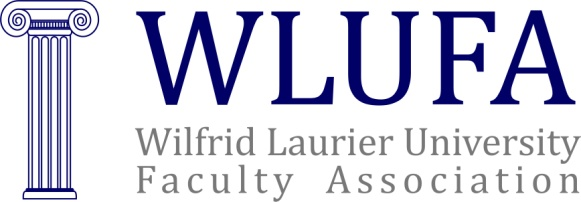 WLUFA
Wilfrid Laurier University
Faculty Association